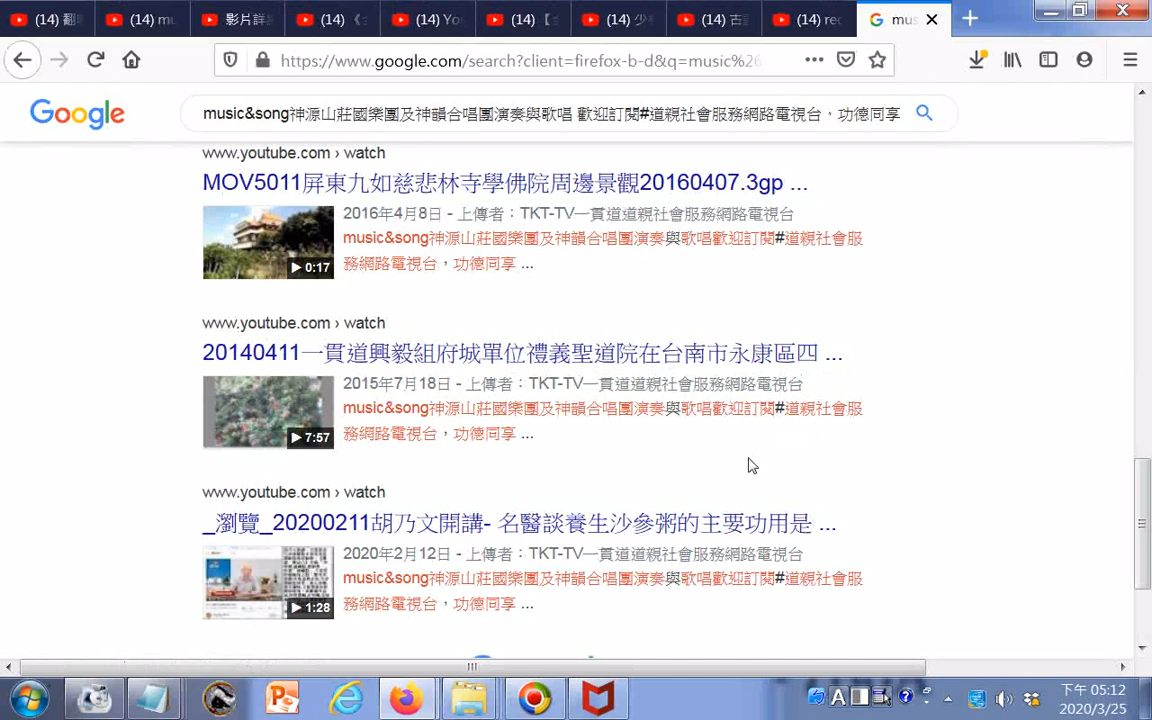 (14) 翻
(14) mu
影片詳
(14) 《
(14) Yo
(14) 【
(14) 少
(14) 古
(14) rec
mus
https://www.google.com/search?client=firefox-b-d&q=music%26
Google
music&song神源山莊國樂團及神韻合唱團演奏與歌唱 歡迎訂閱#道親社會服務網路電視台，功德同享
www.youtube.com › watch
MOV5011屏東九如慈悲林寺學佛院周邊景觀20160407.3gp ...
2016年4月8日 - 上傳者：TKT-TV一貫道道親社會服務網路電視台
music&song神源山莊國樂團及神韻合唱團演奏與歌唱歡迎訂閱#道親社會服
務網路電視台，功德同享 ...
0:17
www.youtube.com › watch
20140411一貫道興毅組府城單位禮義聖道院在台南市永康區四 ...
2015年7月18日 - 上傳者：TKT-TV一貫道道親社會服務網路電視台
music&song神源山莊國樂團及神韻合唱團演奏與歌唱歡迎訂閱#道親社會服
務網路電視台，功德同享 ...
7:57
www.youtube.com › watch
_瀏覽_20200211胡乃文開講- 名醫談養生沙參粥的主要功用是 ...
2020年2月12日 - 上傳者：TKT-TV一貫道道親社會服務網路電視台
music&song神源山莊國樂團及神韻合唱團演奏與歌唱歡迎訂閱#道親社會服
務網路電視台，功德同享 ...
1:28
下午 05:12
2020/3/25